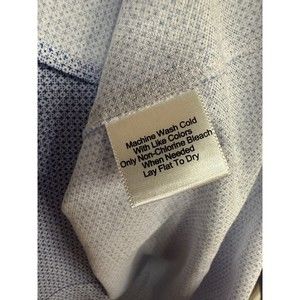 Machine Wash Cold
With Like Colors
Only Non-Chlorine Bleach
When Needed
Lay Flat To Dry